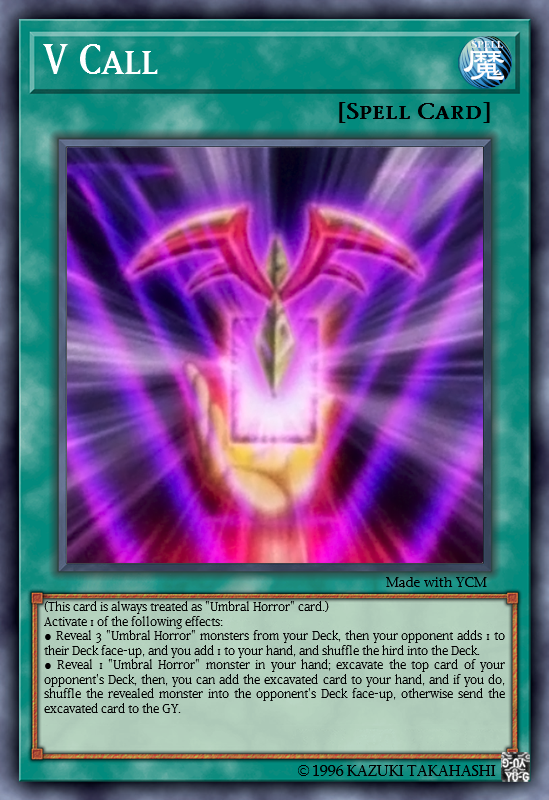 V Call
SPELL
魔
[Spell Card]
Made with YCM
(This card is always treated as "Umbral Horror" card.)
Activate 1 of the following effects:
● Reveal 3 "Umbral Horror" monsters from your Deck, then your opponent adds 1 to
their Deck face-up, and you add 1 to your hand, and shuffle the hird into the Deck.
● Reveal 1 "Umbral Horror" monster in your hand; excavate the top card of your
opponent's Deck, then, you can add the excavated card to your hand, and if you do,
shuffle the revealed monster into the opponent's Deck face-up, otherwise send the
excavated card to the GY.
© 1996 KAZUKI TAKAHASHI
YU-G